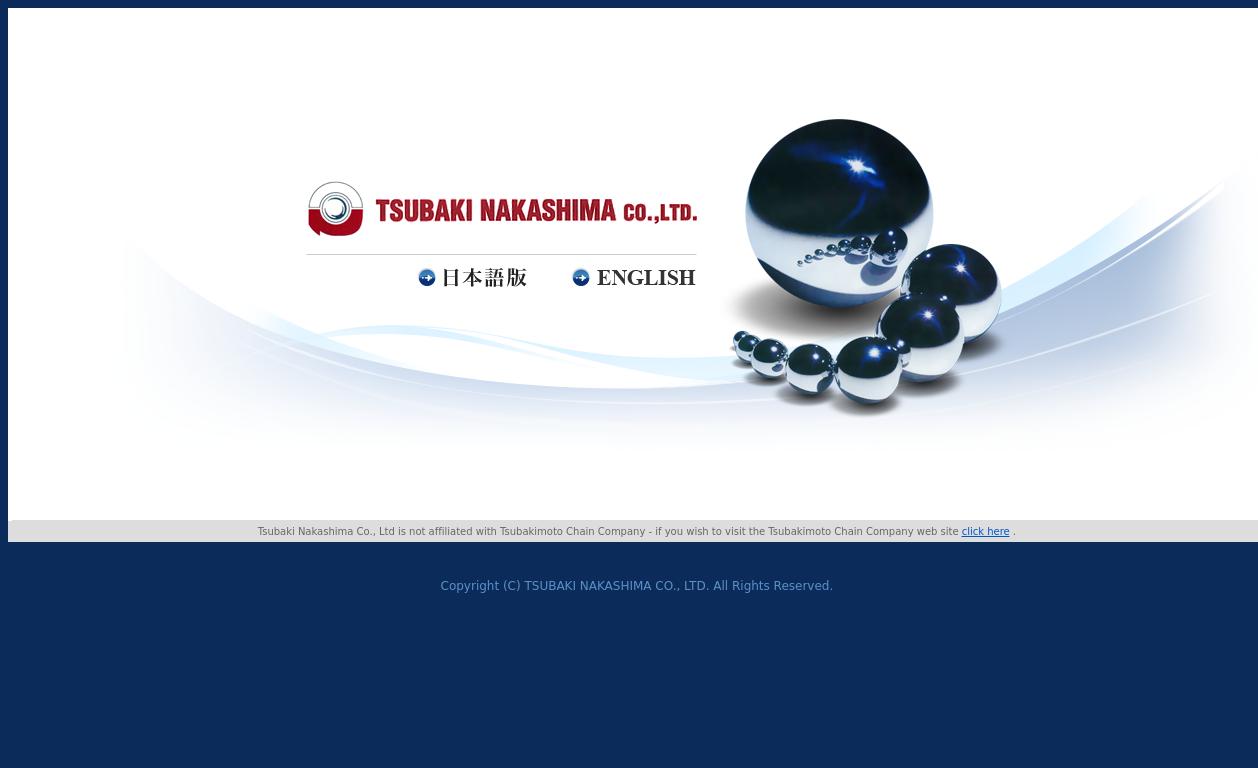 TSUBAKI NAKASHIMA CO.,LTD.
日本語版 ENGLISH
Tsubaki Nakashima Co., Ltd is not affiliated with Tsubakimoto Chain Company - if you wish to visit the Tsubakimoto Chain Company web site click here .
Copyright (C) TSUBAKI NAKASHIMA CO., LTD. All Rights Reserved.